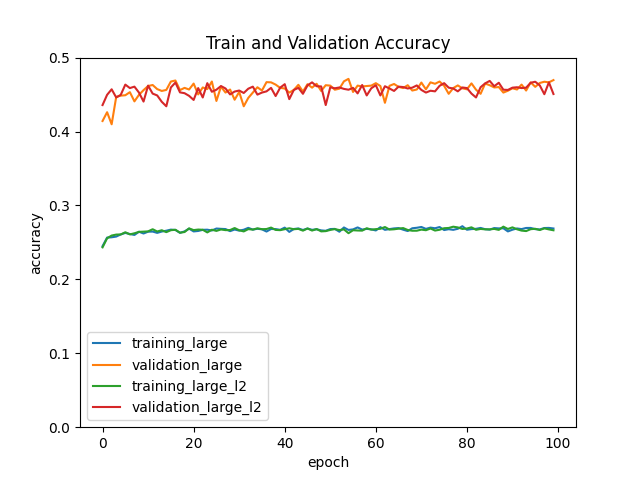 Train and Validation Accuracy
accuracy
0.5
0.4
0.3
0.2
0.1
0.0
training_large
validation_large
training_large_l2
validation_large_l2
0 20 40 60 80 100
epoch